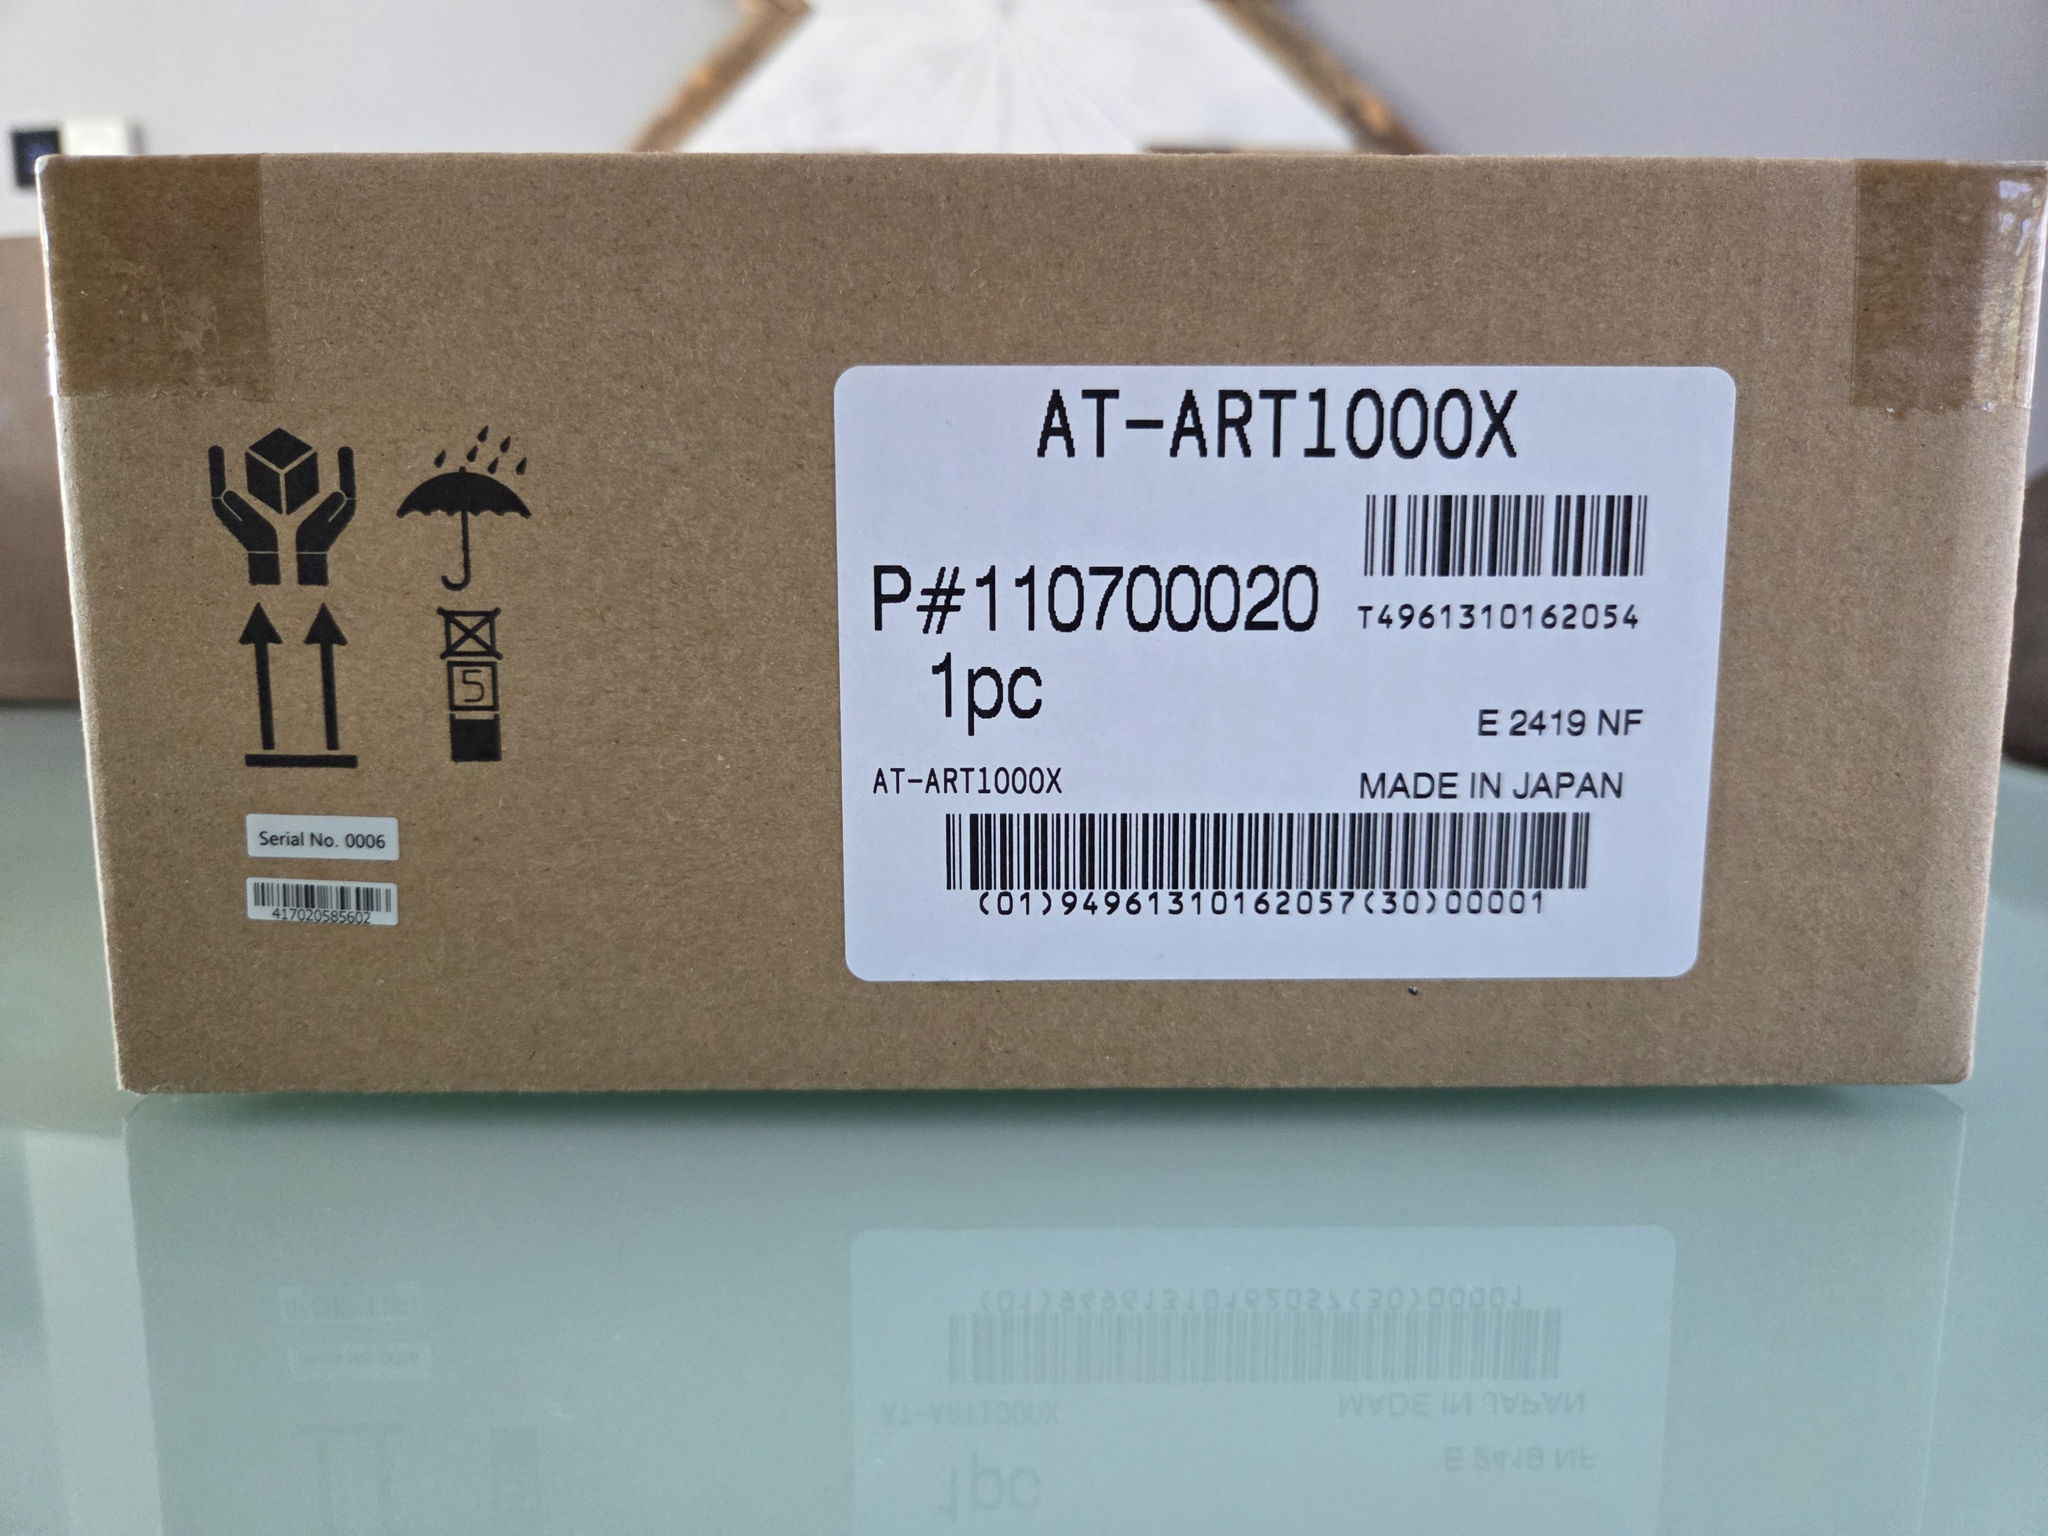 AT-ART1000X
T4961310162054
P#110700020
1pc
E 2419 NF
AT-ART1000X
MADE IN JAPAN
(01)94961310162057(30)00001
5
Serial No. 0006
417020585602